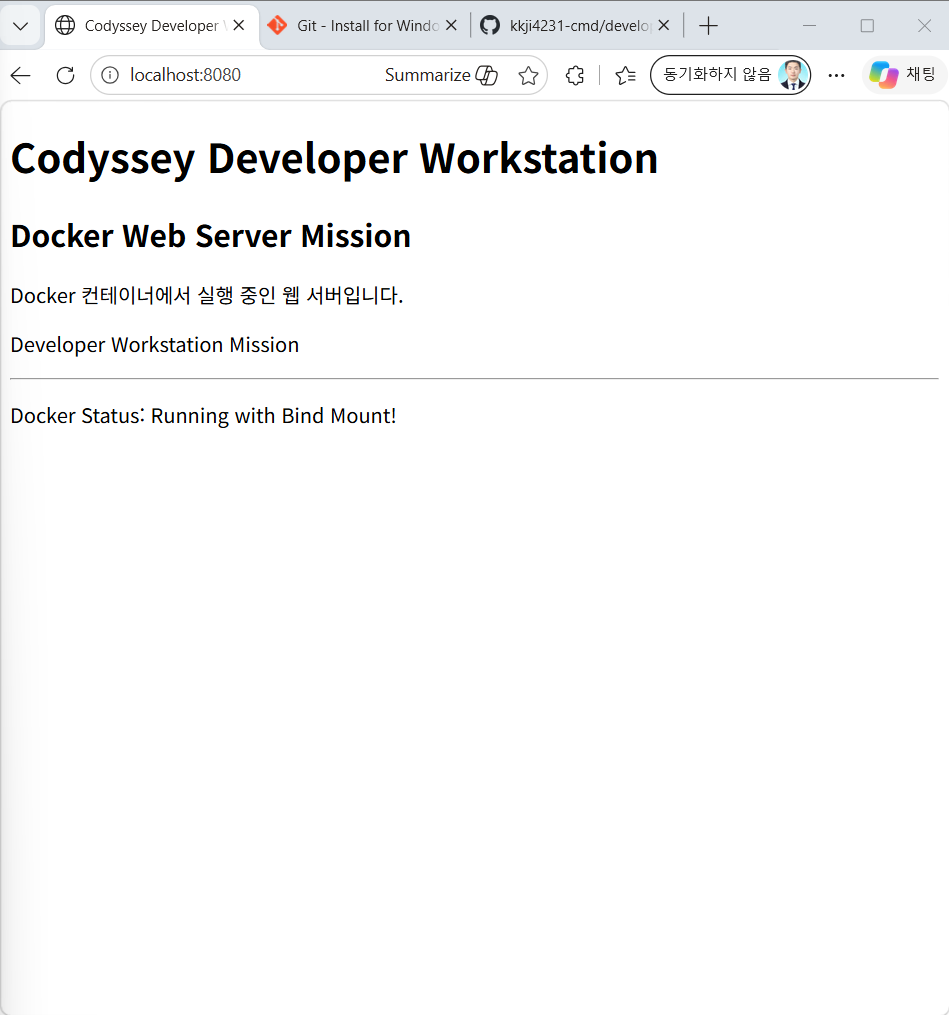 Codyssey Developer
Git - Install for Windo
kkji4231-cmd/develop
localhost:8080
Summarize
동기화하지 않음
채팅
Codyssey Developer Workstation
Docker Web Server Mission
Docker 컨테이너에서 실행 중인 웹 서버입니다.
Developer Workstation Mission
Docker Status: Running with Bind Mount!